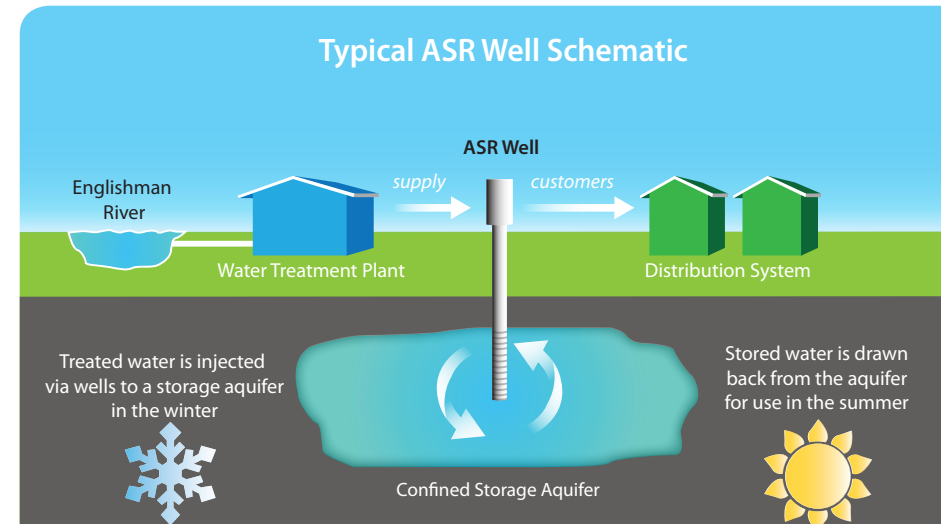 Typical ASR Well Schematic
ASR Well
Englishman
River
supply
customers
Water Treatment Plant
Distribution System
Treated water is injected
via wells to a storage aquifer
in the winter
Stored water is drawn
back from the aquifer
for use in the summer
Confined Storage Aquifer